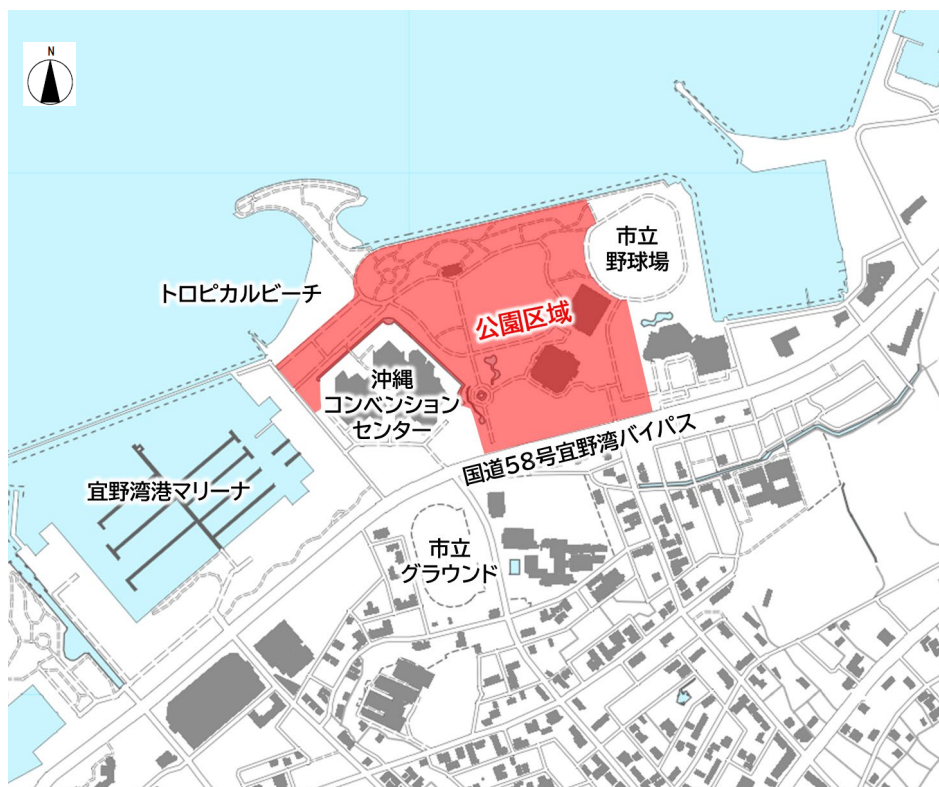 N
市立
野球場
トロピカルビーチ
公園区域
沖縄
コンベンション
センター
国道58号宜野湾バイパス
宜野湾港マリーナ
市立
グラウンド